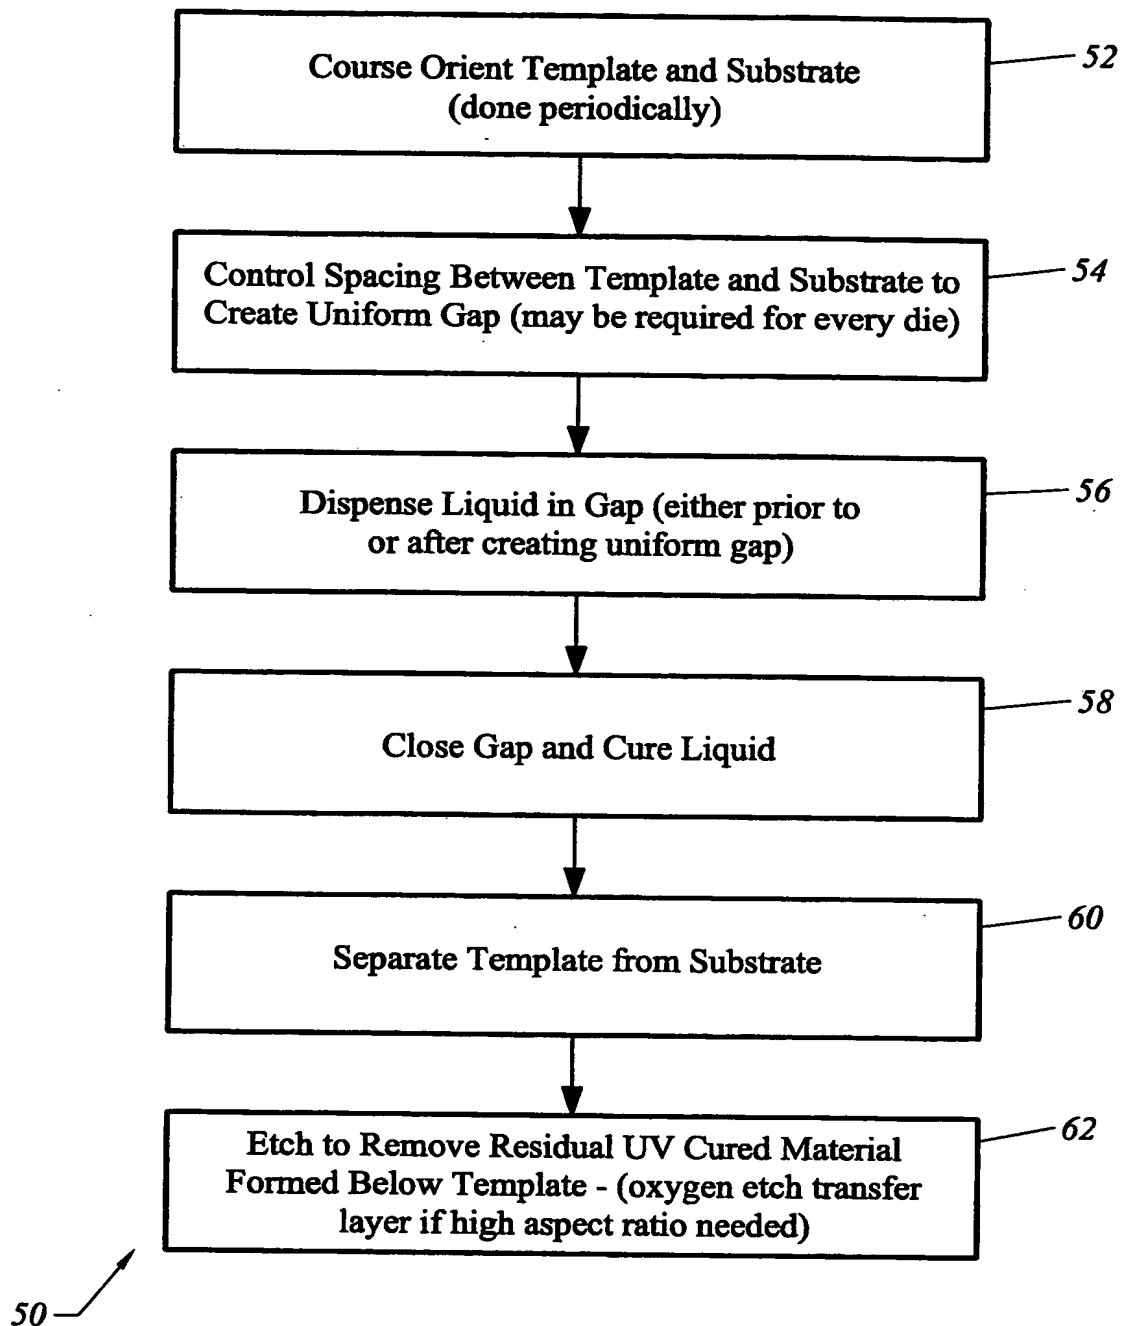 Course Orient Template and Substrate
(done periodically)
52
Control Spacing Between Template and Substrate to
Create Uniform Gap (may be required for every die)
54
Dispense Liquid in Gap (either prior to
or after creating uniform gap)
56
Close Gap and Cure Liquid
58
Separate Template from Substrate
60
Etch to Remove Residual UV Cured Material
Formed Below Template - (oxygen etch transfer
layer if high aspect ratio needed)
62
50